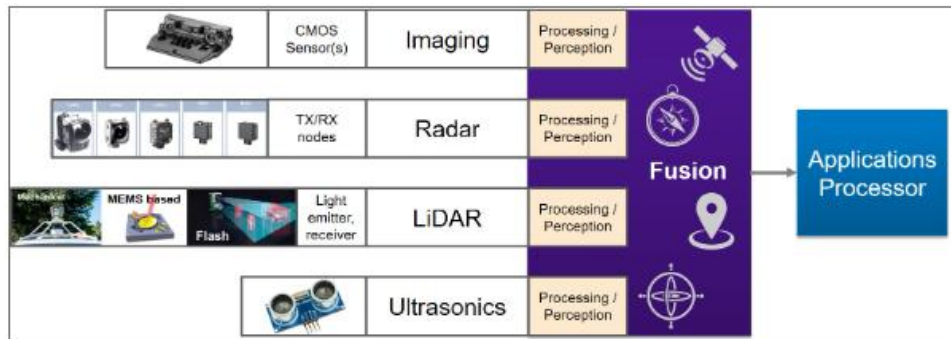 CMOS
Sensor(s)
Imaging
Processing /
Perception
TX/RX
nodes
Radar
Processing /
Perception
Fusion
Applications
Processor
Mechanical
MEMS based
Flash
Light
emitter,
receiver
LiDAR
Processing /
Perception
Ultrasonics
Processing /
Perception